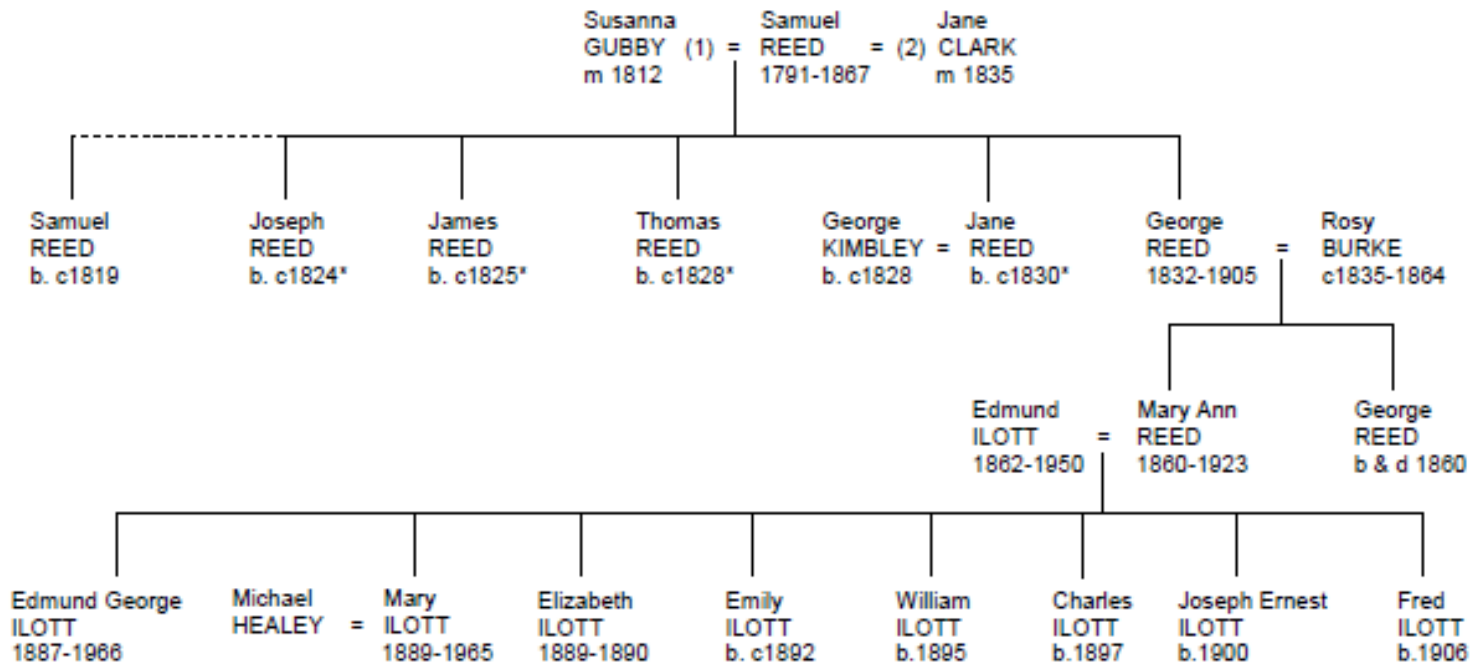 Susanna Samuel Jane
GUBBY (1) = REED = (2) CLARK
m 1812 1791-1867 m 1835
Samuel Joseph James Thomas George Jane George Rosy
REED REED REED REED KIMBLEY = REED REED = BURKE
b. c1819 b. c1824* b. c1825* b. c1828* b. c1828 b. c1830* 1832-1905 c1835-1864
Edmund Mary Ann George
ILOTT = REED REED
1862-1950 1860-1923 b & d 1860
Edmund George Michael Mary Elizabeth Emily William Charles Joseph Ernest Fred
ILOTT HEALEY = ILOTT ILOTT ILOTT ILOTT ILOTT ILOTT ILOTT
1887-1966 1889-1965 1889-1890 b. c1892 b.1895 b.1897 b.1900 b.1906